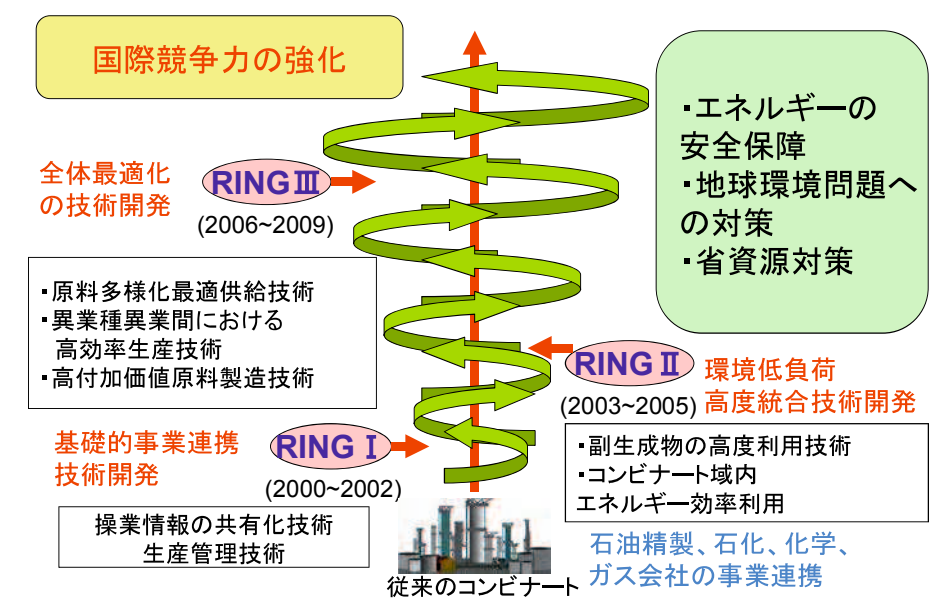 国際競争力の強化
・エネルギーの
安全保障
・地球環境問題へ
の対策
・省資源対策
全体最適化
の技術開発
RINGⅢ
(2006~2009)
・原料多様化最適供給技術
・異業種異業間における
高効率生産技術
・高付加価値原料製造技術
RINGⅡ
(2003~2005)
環境低負荷
高度統合技術開発
・副生成物の高度利用技術
・コンビナート域内
エネルギー効率利用
基礎的事業連携
技術開発
RING Ⅰ
(2000~2002)
操業情報の共有化技術
生産管理技術
従来のコンビナート
石油精製、石化、化学、
ガス会社の事業連携